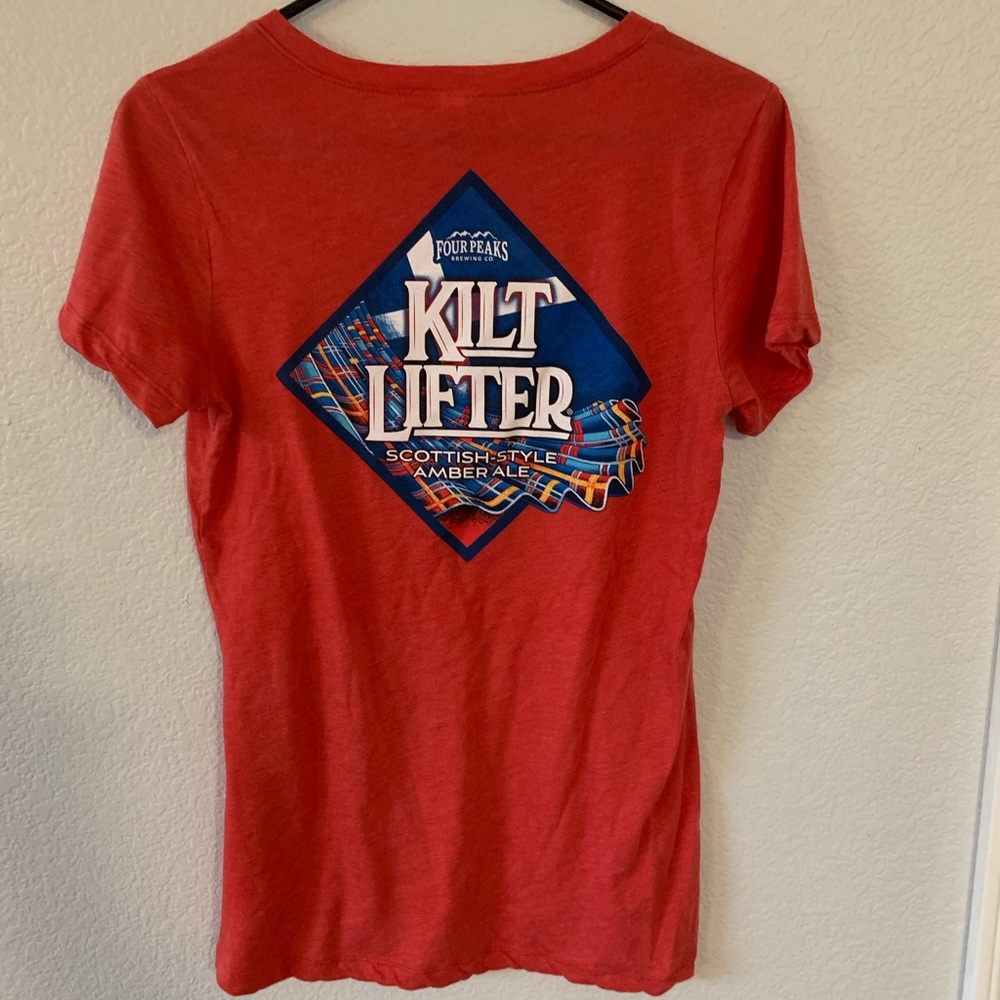 FOUR PEAKS
BREWING CO.
KILT
LIFTER®
SCOTTISH-STYLE
AMBER ALE